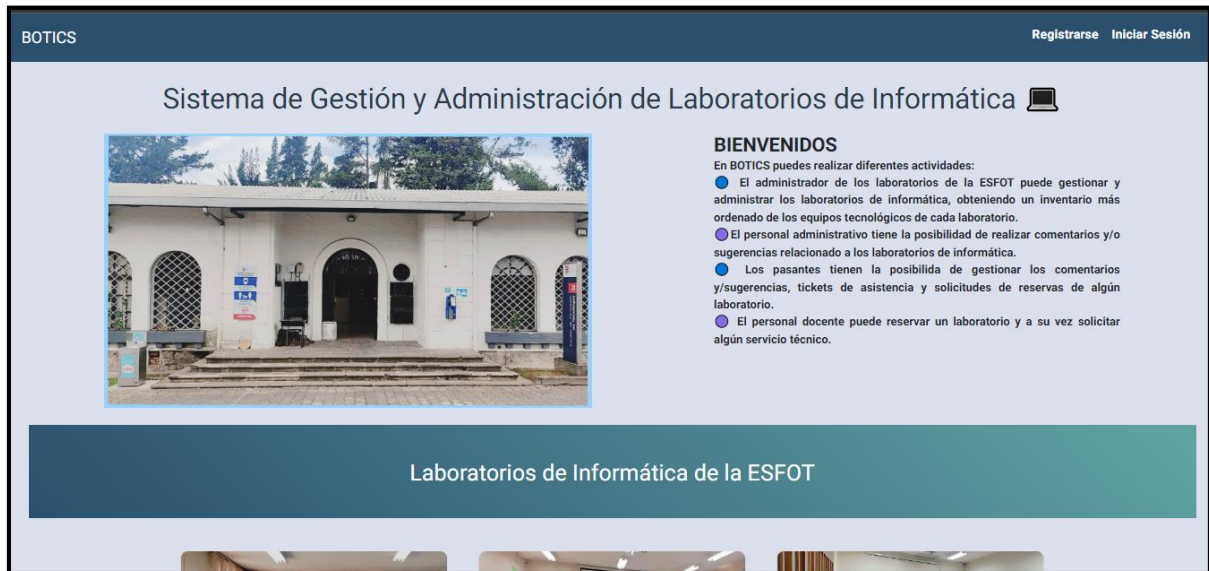 BOTICS
Registrarse Iniciar Sesión
Sistema de Gestión y Administración de Laboratorios de Informática
BIENVENIDOS
En BOTICS puedes realizar diferentes actividades:
El administrador de los laboratorios de la ESFOT puede gestionar y
administrar los laboratorios de informática, obteniendo un inventario más
ordenado de los equipos tecnológicos de cada laboratorio.
El personal administrativo tiene la posibilidad de realizar comentarios y/o
sugerencias relacionado a los laboratorios de informática.
Los pasantes tienen la posibilida de gestionar los comentarios
y/sugerencias, tickets de asistencia y solicitudes de reservas de algún
laboratorio.
El personal docente puede reservar un laboratorio y a su vez solicitar
algún servicio técnico.
Laboratorios de Informática de la ESFOT